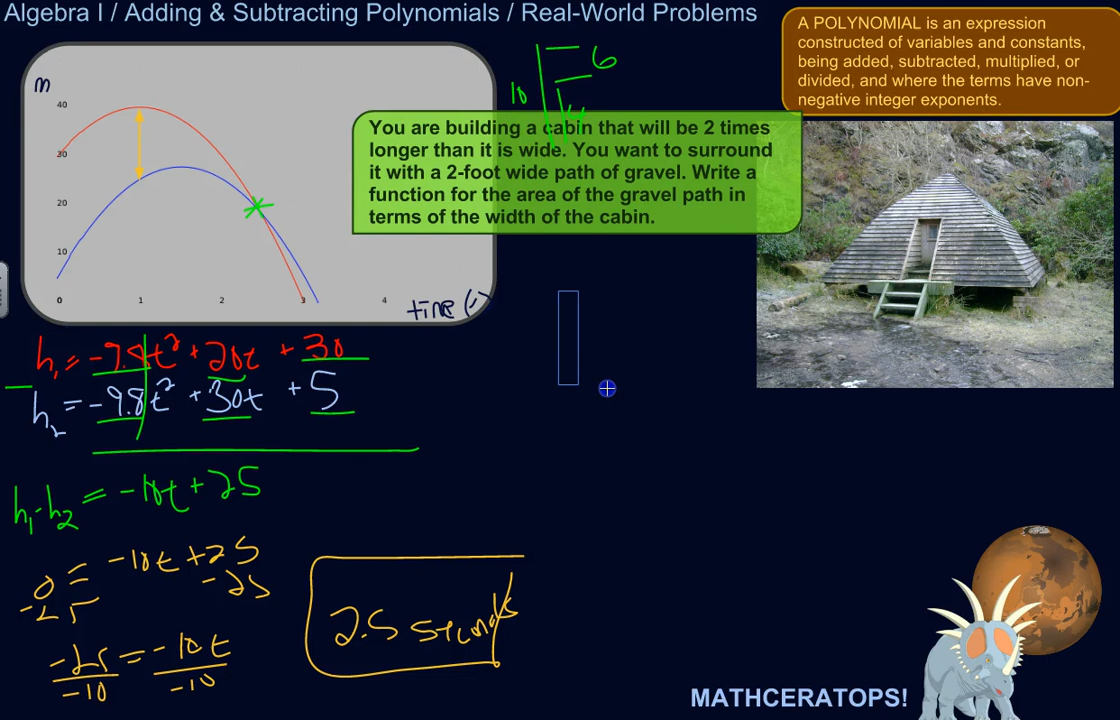 Algebra I / Adding & Subtracting Polynomials / Real-World Problems
A POLYNOMIAL is an expression
constructed of variables and constants,
being added, subtracted, multiplied, or
divided, and where the terms have non-
negative integer exponents.
m
40
30
20
10
0 1 2 3 4
time
10
6
You are building a cabin that will be 2 times
longer than it is wide. You want to surround
it with a 2-foot wide path of gravel. Write a
function for the area of the gravel path in
terms of the width of the cabin.
h₁ = -9.8t² + 20t + 30
h₂ = -9.8t² + 30t + 5
h₁-h₂ = -10t + 25
0 = -10t + 25
-25 -25
-25 = -10t
-10 -10
2.5 seconds
MATHCERATOPS!